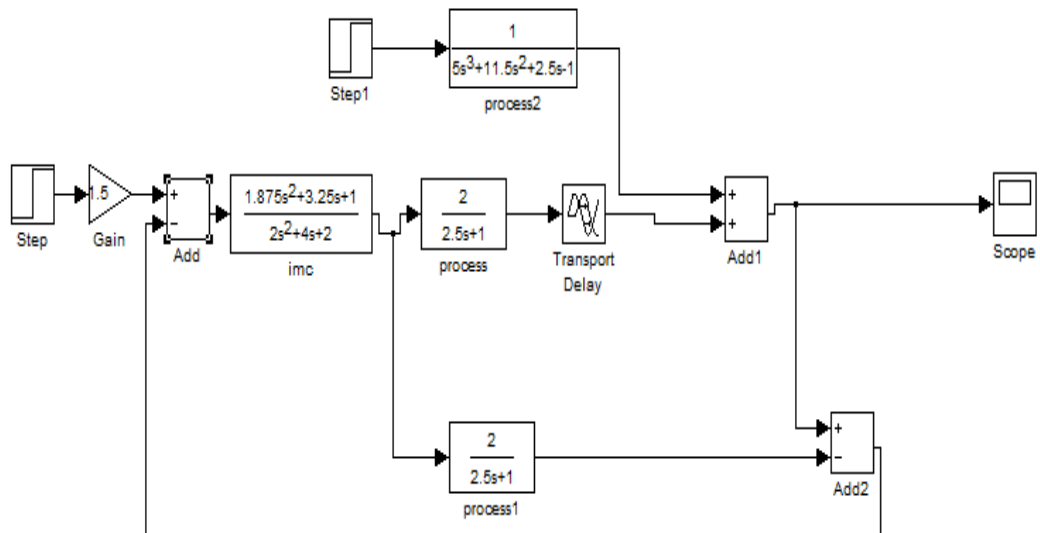 1
5s³+11.5s²+2.5s-1
Step1
process2
1.5
+
−
1.875s²+3.25s+1
2s²+4s+2
2
2.5s+1
+
+
Step
Gain
Add
imc
process
Transport
Delay
Add1
Scope
2
2.5s+1
process1
+
−
Add2